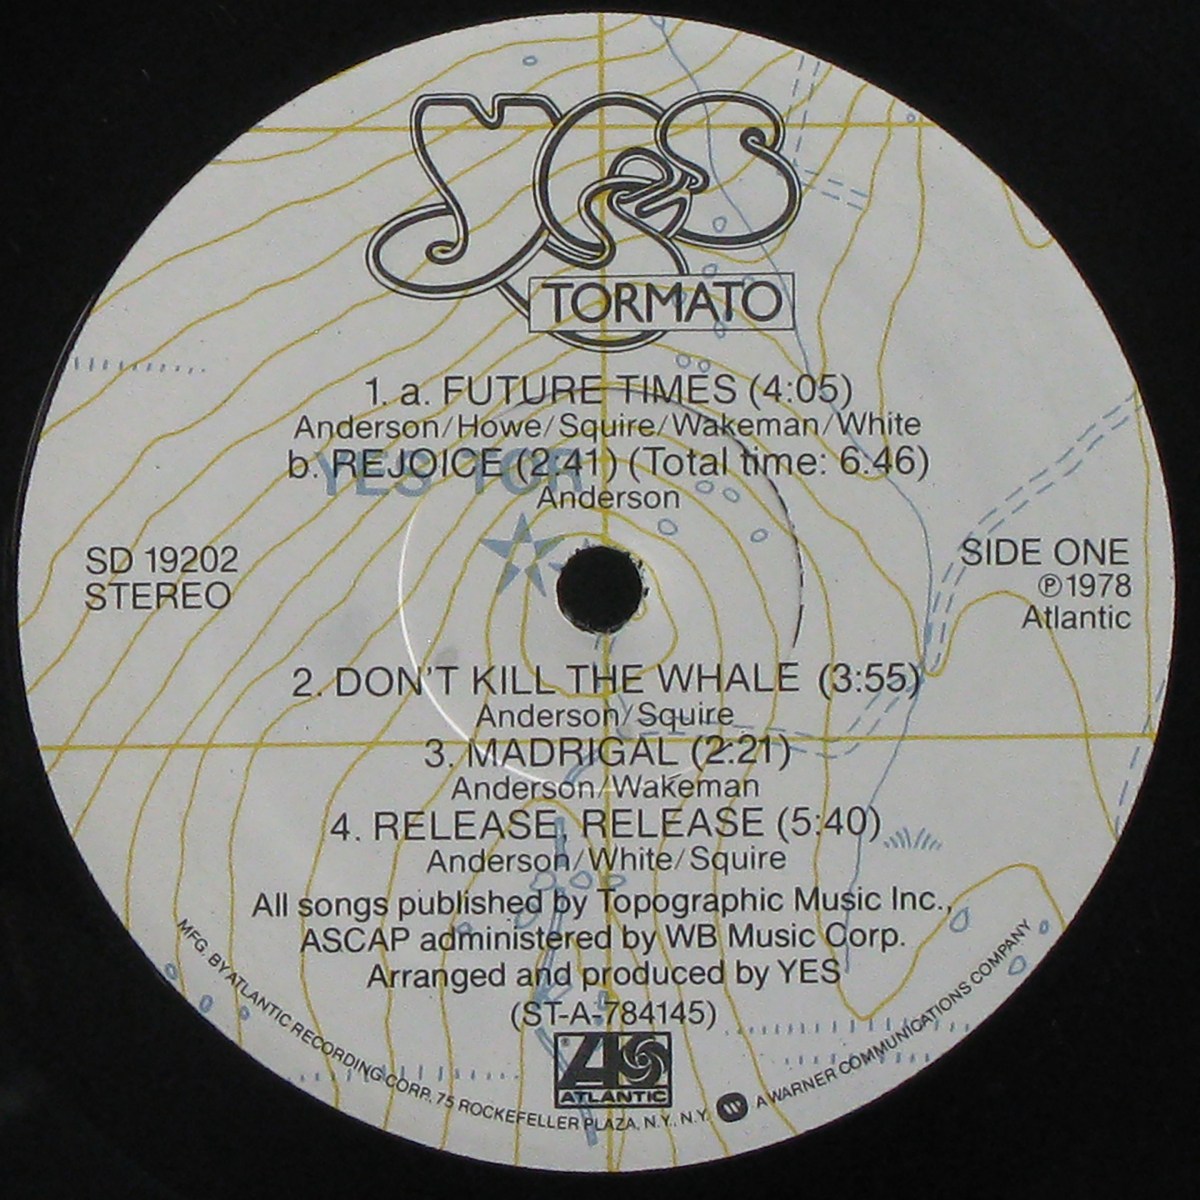 YES
TORMATO
1. a. FUTURE TIMES (4:05)
Anderson/Howe/Squire/Wakeman/White
b. REJOICE (2:41) (Total time: 6:46)
Anderson
YES TOR
SD 19202
STEREO
SIDE ONE
℗1978
Atlantic
2. DON'T KILL THE WHALE (3:55)
Anderson/Squire
3. MADRIGAL (2:21)
Anderson/Wakeman
4. RELEASE, RELEASE (5:40)
Anderson/White/Squire
All songs published by Topographic Music Inc.,
ASCAP administered by WB Music Corp.
Arranged and produced by YES
(ST-A-784145)
ATLANTIC
MFG. BY ATLANTIC RECORDING CORP., 75 ROCKEFELLER PLAZA, N.Y., N.Y. A WARNER COMMUNICATIONS COMPANY